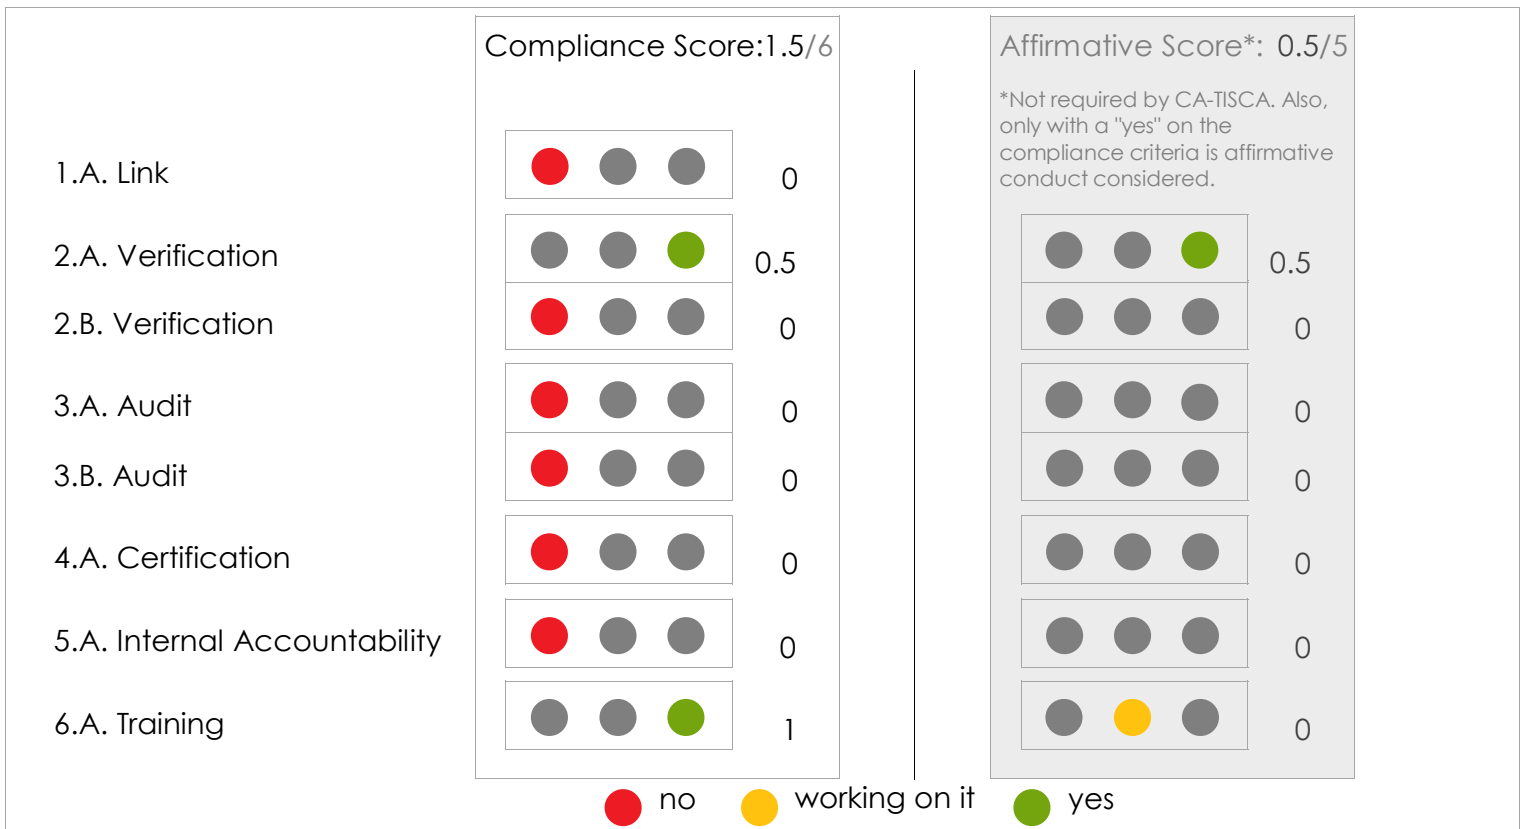 Compliance Score:1.5/6
Affirmative Score*: 0.5/5
*Not required by CA-TISCA. Also,
only with a "yes" on the
compliance criteria is affirmative
conduct considered.
1.A. Link 0
2.A. Verification 0.5 0.5
2.B. Verification 0 0
3.A. Audit 0 0
3.B. Audit 0 0
4.A. Certification 0 0
5.A. Internal Accountability 0 0
6.A. Training 1 0
no working on it yes